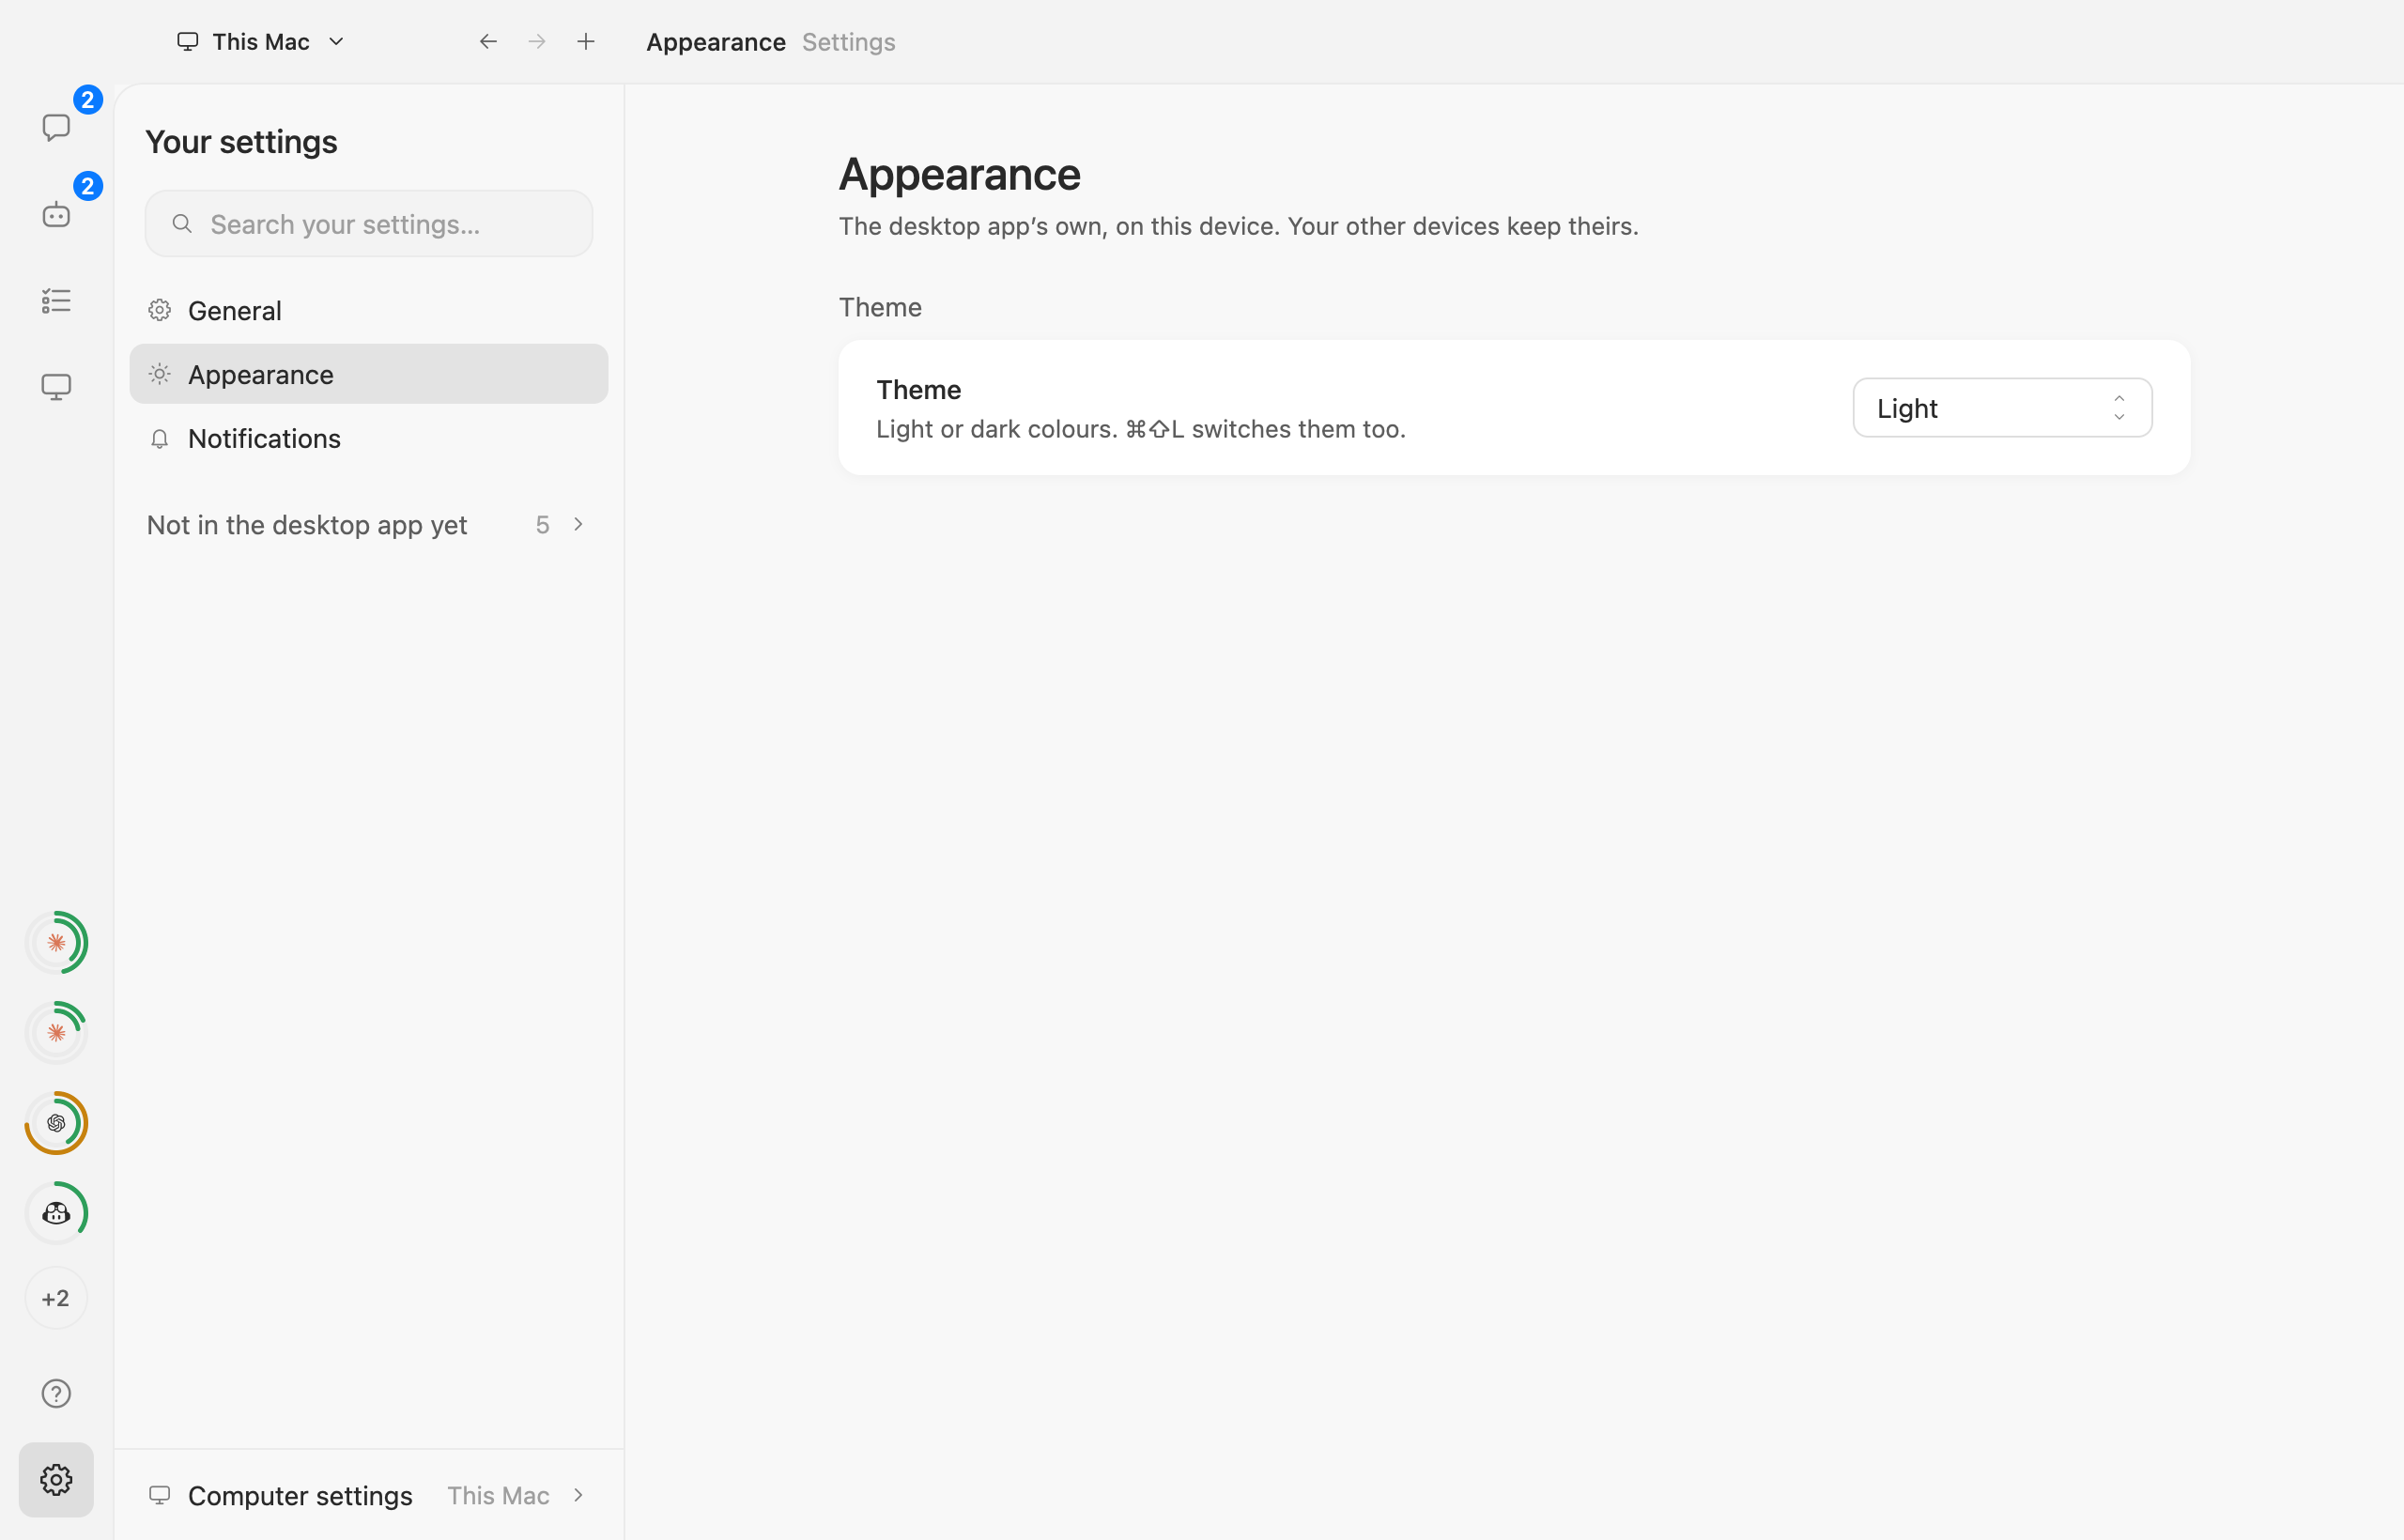 This Mac
Appearance Settings
2
2
Your settings
Search your settings...
General
Appearance
Notifications
Not in the desktop app yet 5
Appearance
The desktop app’s own, on this device. Your other devices keep theirs.
Theme
Theme
Light or dark colours. ⌘⇧L switches them too.
Light
+2
Computer settings This Mac